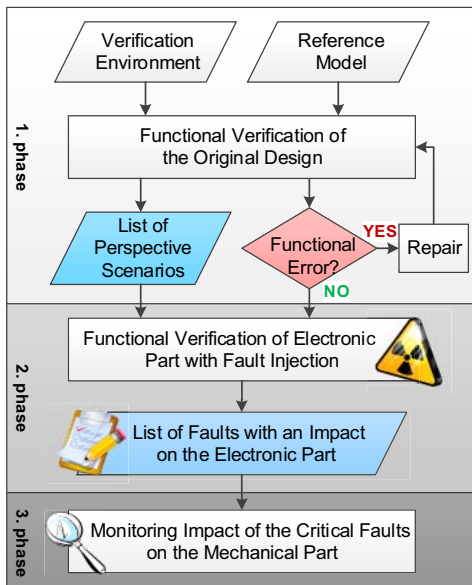 Verification
Environment
Reference
Model
1. phase
Functional Verification of
the Original Design
List of
Perspective
Scenarios
Functional
Error?
YES
Repair
NO
2. phase
Functional Verification of Electronic
Part with Fault Injection
List of Faults with an Impact
on the Electronic Part
3. phase
Monitoring Impact of the Critical Faults
on the Mechanical Part